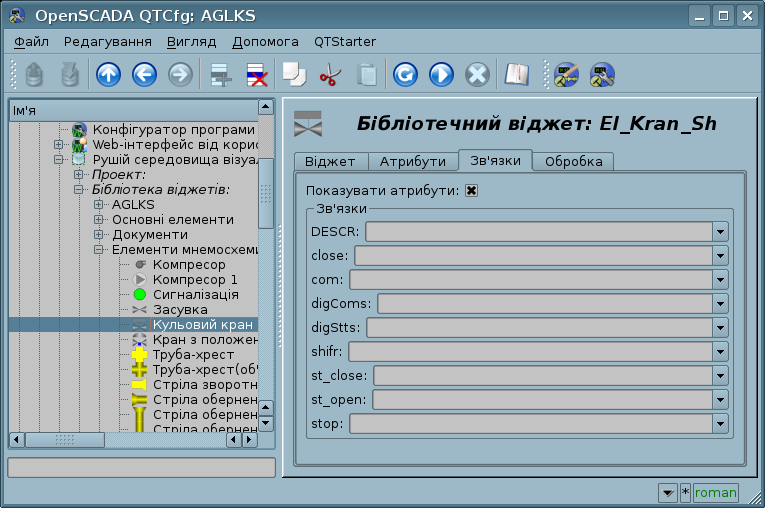 OpenSCADA QTCfg: AGLKS
Файл Редагування Вигляд Допомога QTStarter
Ім'я
Конфігуратор програми
Web-інтерфейс від корис
Рушій середовища візуал
Проект:
Бібліотека віджетів:
AGLKS
Основні елементи
Документи
Елементи мнемосхеми
Компресор
Компресор 1
Сигналізація
Засувка
Кульовий кран
Кран з положен
Труба-хрест
Труба-хрест(об'
Стріла зворотн
Стріла обернен
Стріла обернен
Стріла обернен
Бібліотечний віджет: El_Kran_Sh
Віджет Атрибути Зв'язки Обробка
Показувати атрибути:
Зв'язки
DESCR:
close:
com:
digComs:
digStts:
shifr:
st_close:
st_open:
stop:
* roman